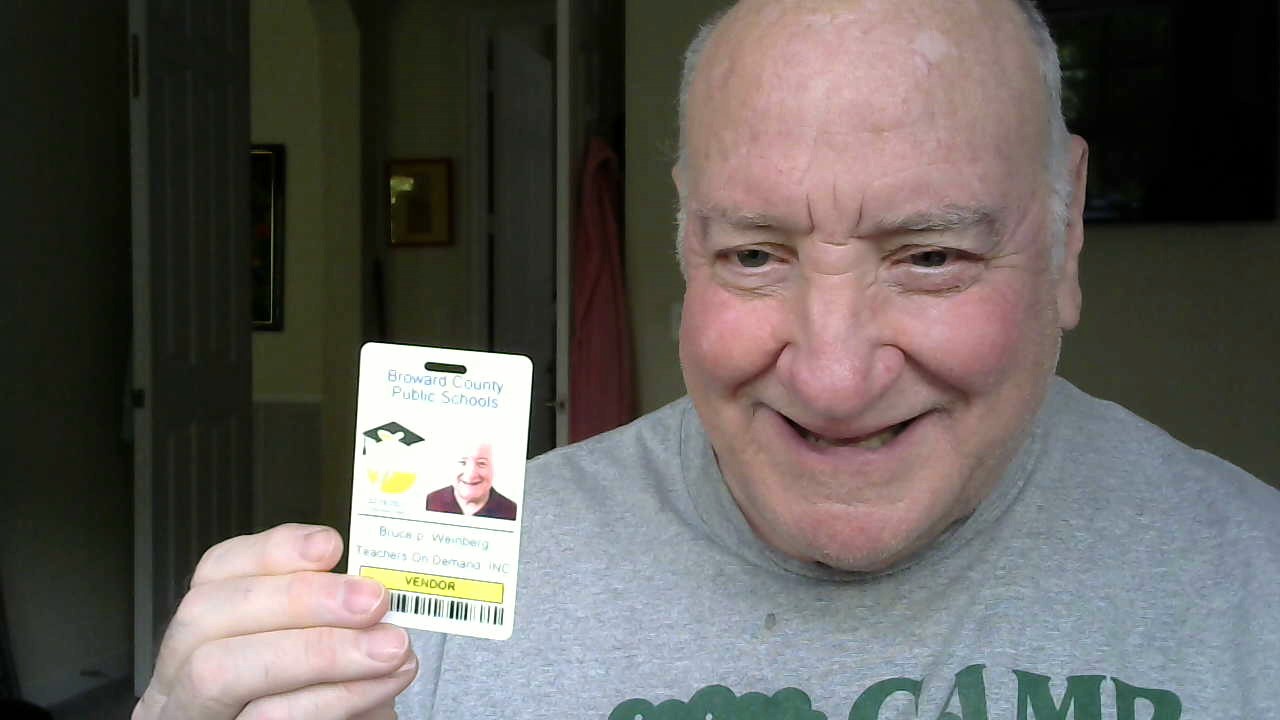 Broward County
Public Schools
Bruce p. Weinberg
Teachers On Demand, INC
VENDOR
CAMP